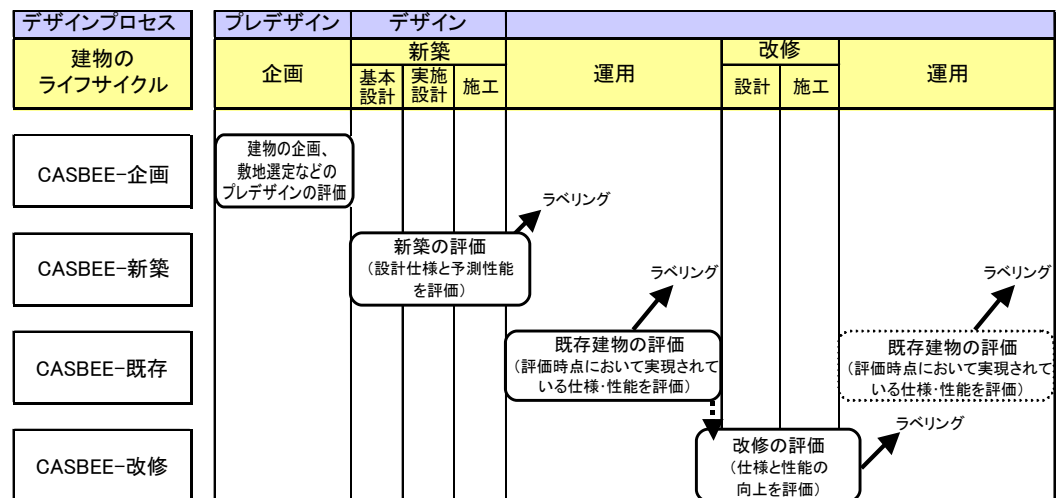 デザインプロセス
プレデザイン
デザイン
建物の
ライフサイクル
企画
新築
基本
設計
実施
設計
施工
運用
改修
設計
施工
運用
CASBEE-企画
建物の企画、
敷地選定などの
プレデザインの評価
ラベリング
CASBEE-新築
新築の評価
(設計仕様と予測性能
を評価)
ラベリング
ラベリング
CASBEE-既存
既存建物の評価
(評価時点において実現されて
いる仕様・性能を評価)
既存建物の評価
(評価時点において実現されて
いる仕様・性能を評価)
ラベリング
CASBEE-改修
改修の評価
(仕様と性能の
向上を評価)